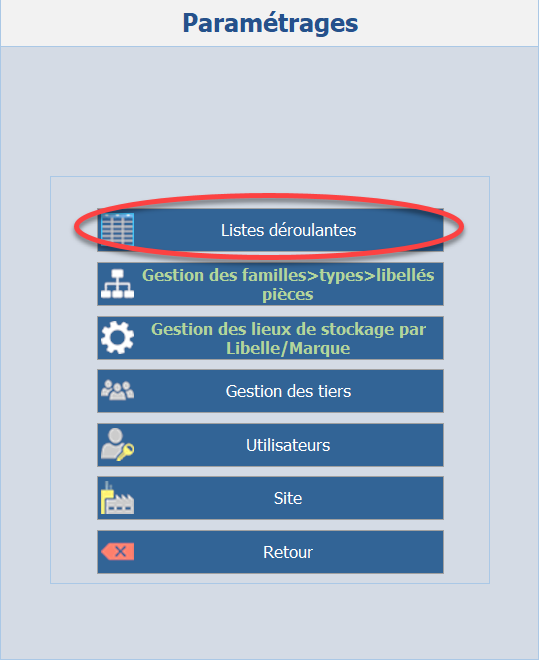 Paramétrages
Listes déroulantes
Gestion des familles>types>libellés
pièces
Gestion des lieux de stockage par
Libelle/Marque
Gestion des tiers
Utilisateurs
Site
Retour